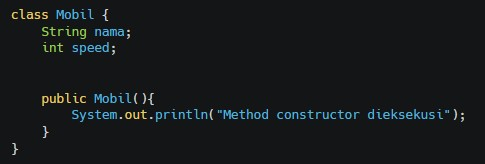 class Mobil {
    String nama;
    int speed;
    public Mobil(){
        System.out.println("Method constructor dieksekusi");
    }
}